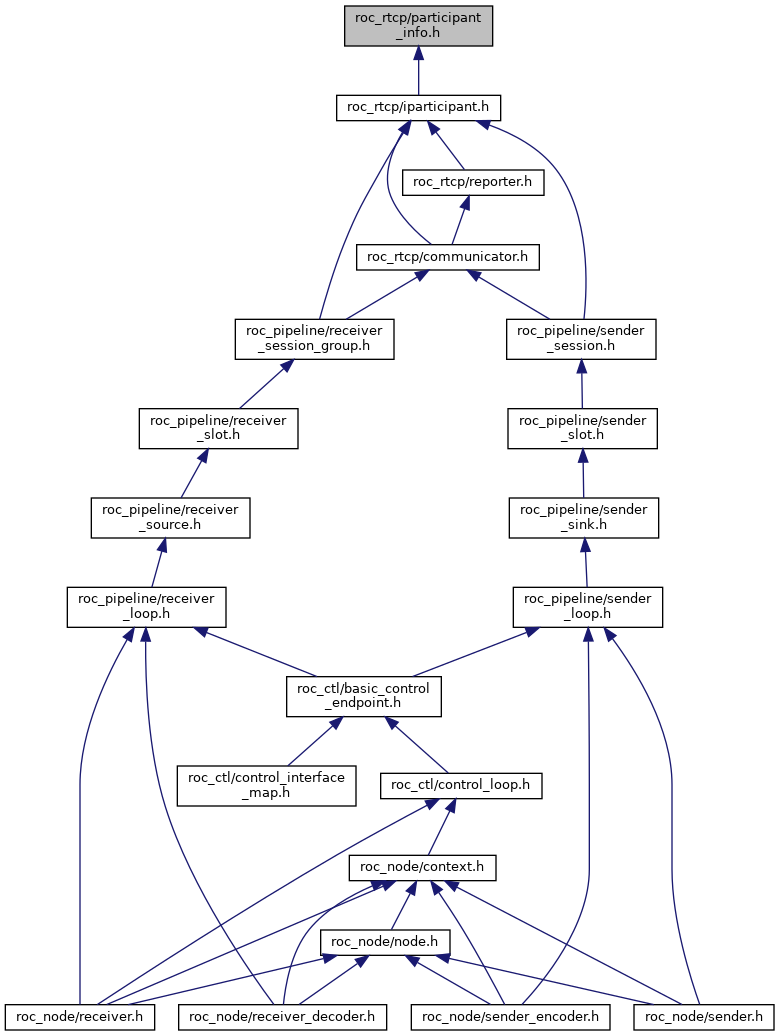 roc_rtcp/participant
_info.h
roc_rtcp/iparticipant.h
roc_rtcp/reporter.h
roc_rtcp/communicator.h
roc_pipeline/receiver
_session_group.h
roc_pipeline/sender
_session.h
roc_pipeline/receiver
_slot.h
roc_pipeline/sender
_slot.h
roc_pipeline/receiver
_source.h
roc_pipeline/sender
_sink.h
roc_pipeline/receiver
_loop.h
roc_pipeline/sender
_loop.h
roc_ctl/basic_control
_endpoint.h
roc_ctl/control_interface
_map.h
roc_ctl/control_loop.h
roc_node/context.h
roc_node/node.h
roc_node/receiver.h
roc_node/receiver_decoder.h
roc_node/sender_encoder.h
roc_node/sender.h